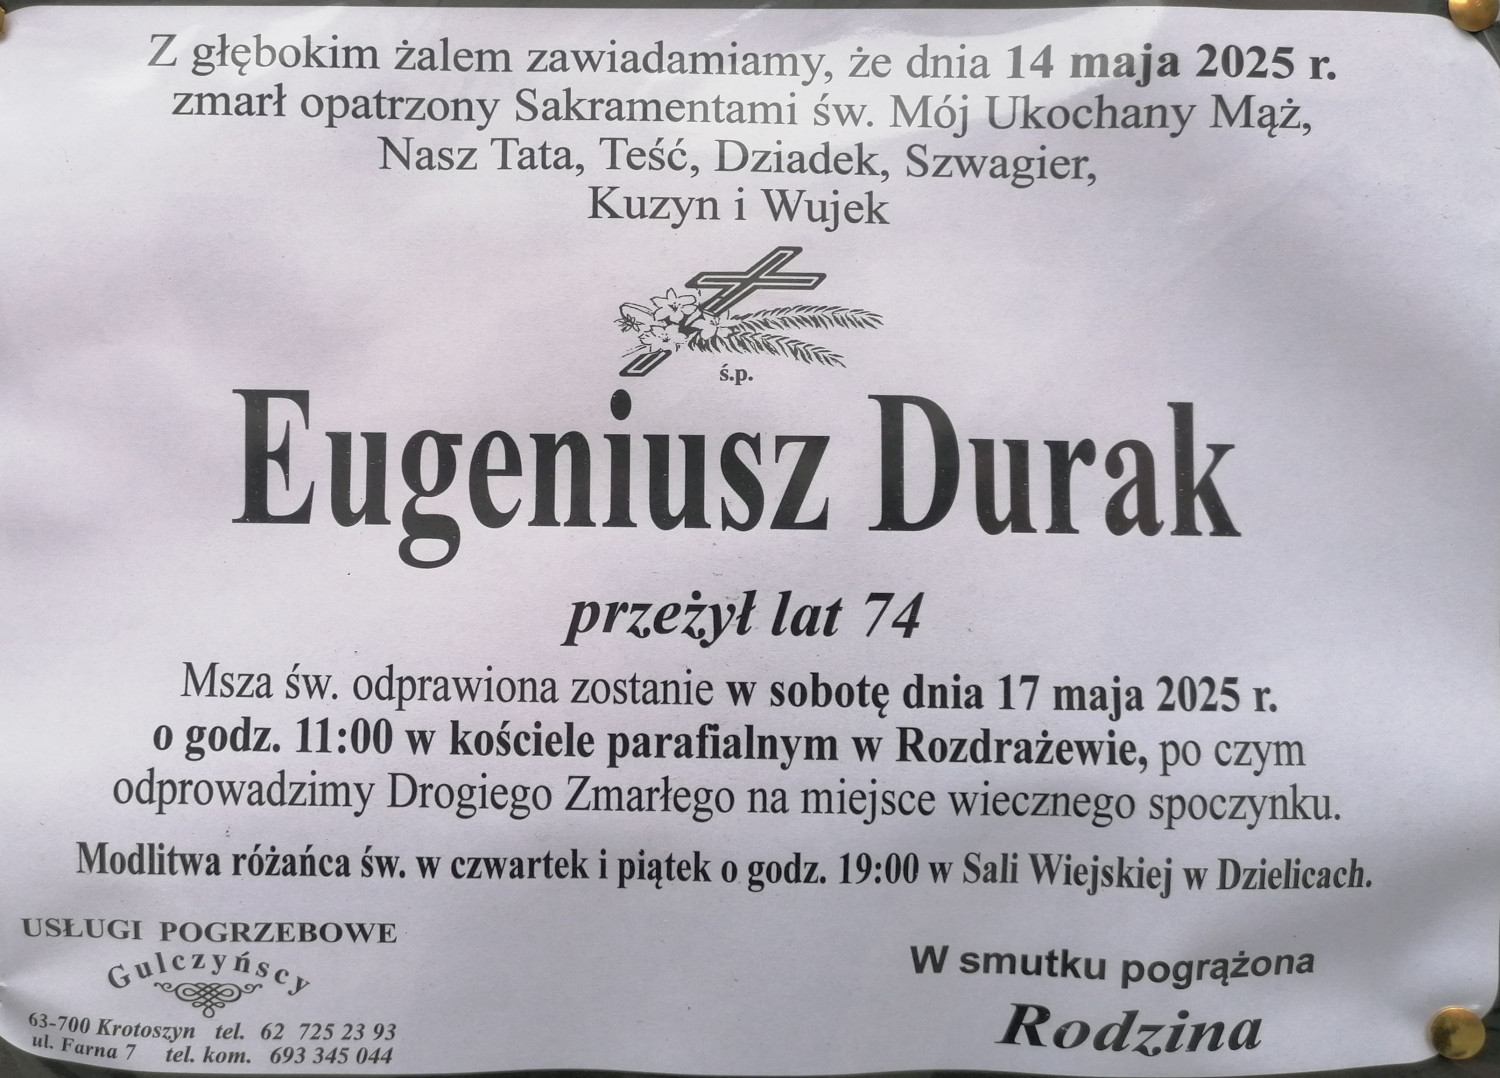 Z głębokim żalem zawiadamiamy, że dnia 14 maja 2025 r.
zmarł opatrzony Sakramentami św. Mój Ukochany Mąż,
Nasz Tata, Teść, Dziadek, Szwagier,
Kuzyn i Wujek
ś.p.
Eugeniusz Durak
przeżył lat 74
Msza św. odprawiona zostanie w sobotę dnia 17 maja 2025 r.
o godz. 11:00 w kościele parafialnym w Rozdrażewie, po czym
odprowadzimy Drogiego Zmarłego na miejsce wiecznego spoczynku.
Modlitwa różańca św. w czwartek i piątek o godz. 19:00 w Sali Wiejskiej w Dzielicach.
USŁUGI POGRZEBOWE
Gulczyńscy
63-700 Krotoszyn tel. 62 725 23 93
ul. Farna 7 tel. kom. 693 345 044
W smutku pogrążona
Rodzina